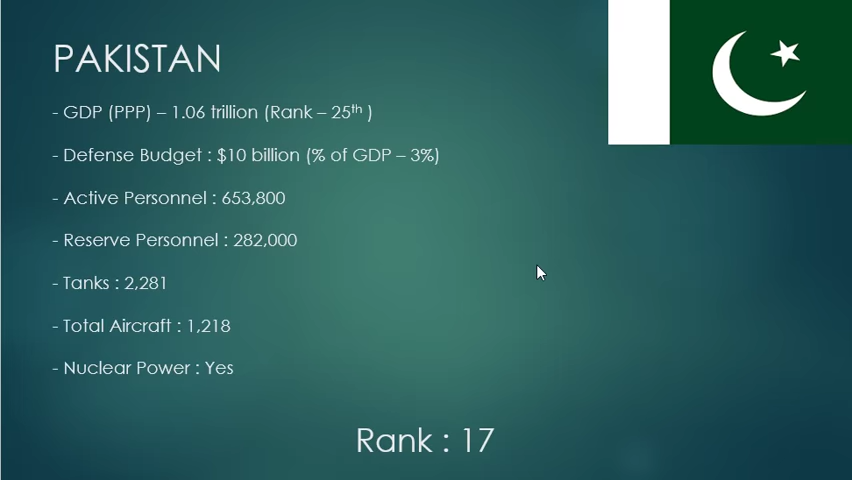 PAKISTAN
- GDP (PPP) – 1.06 trillion (Rank – 25th )
- Defense Budget : $10 billion (% of GDP – 3%)
- Active Personnel : 653,800
- Reserve Personnel : 282,000
- Tanks : 2,281
- Total Aircraft : 1,218
- Nuclear Power : Yes
Rank : 17